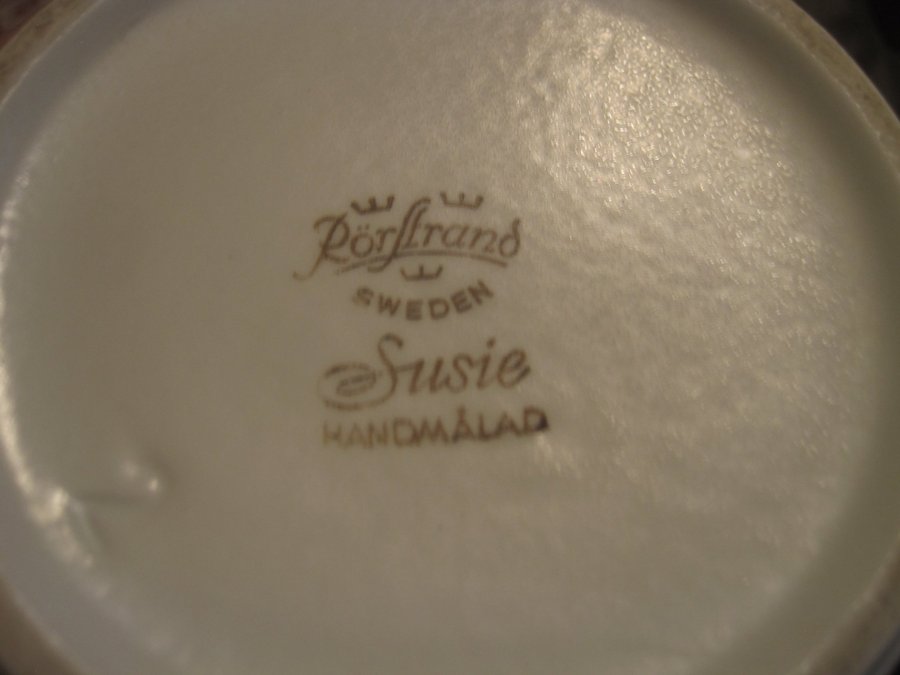 Rörstrand
SWEDEN
Susie
HANDMÅLAD